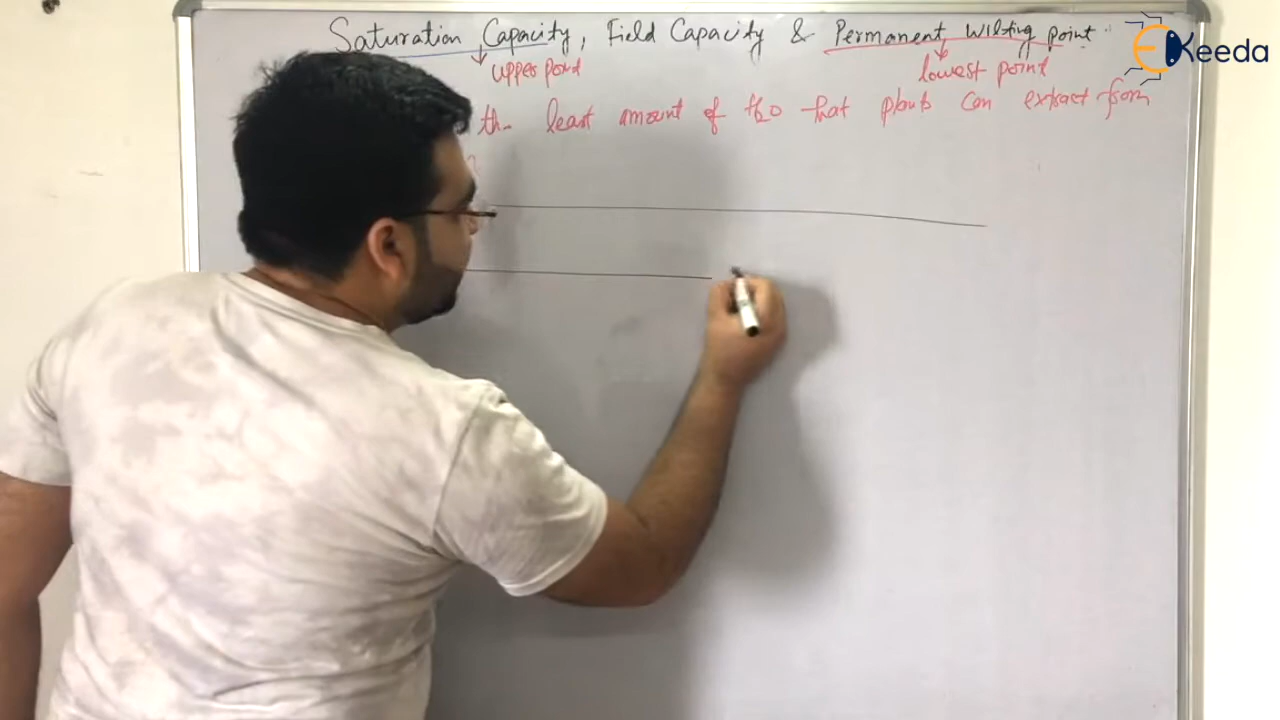 Saturation Capacity, Field Capacity & Permanent Wilting point
upper point
lowest point
the least amount of H2O that plants can extract from
EKeeda